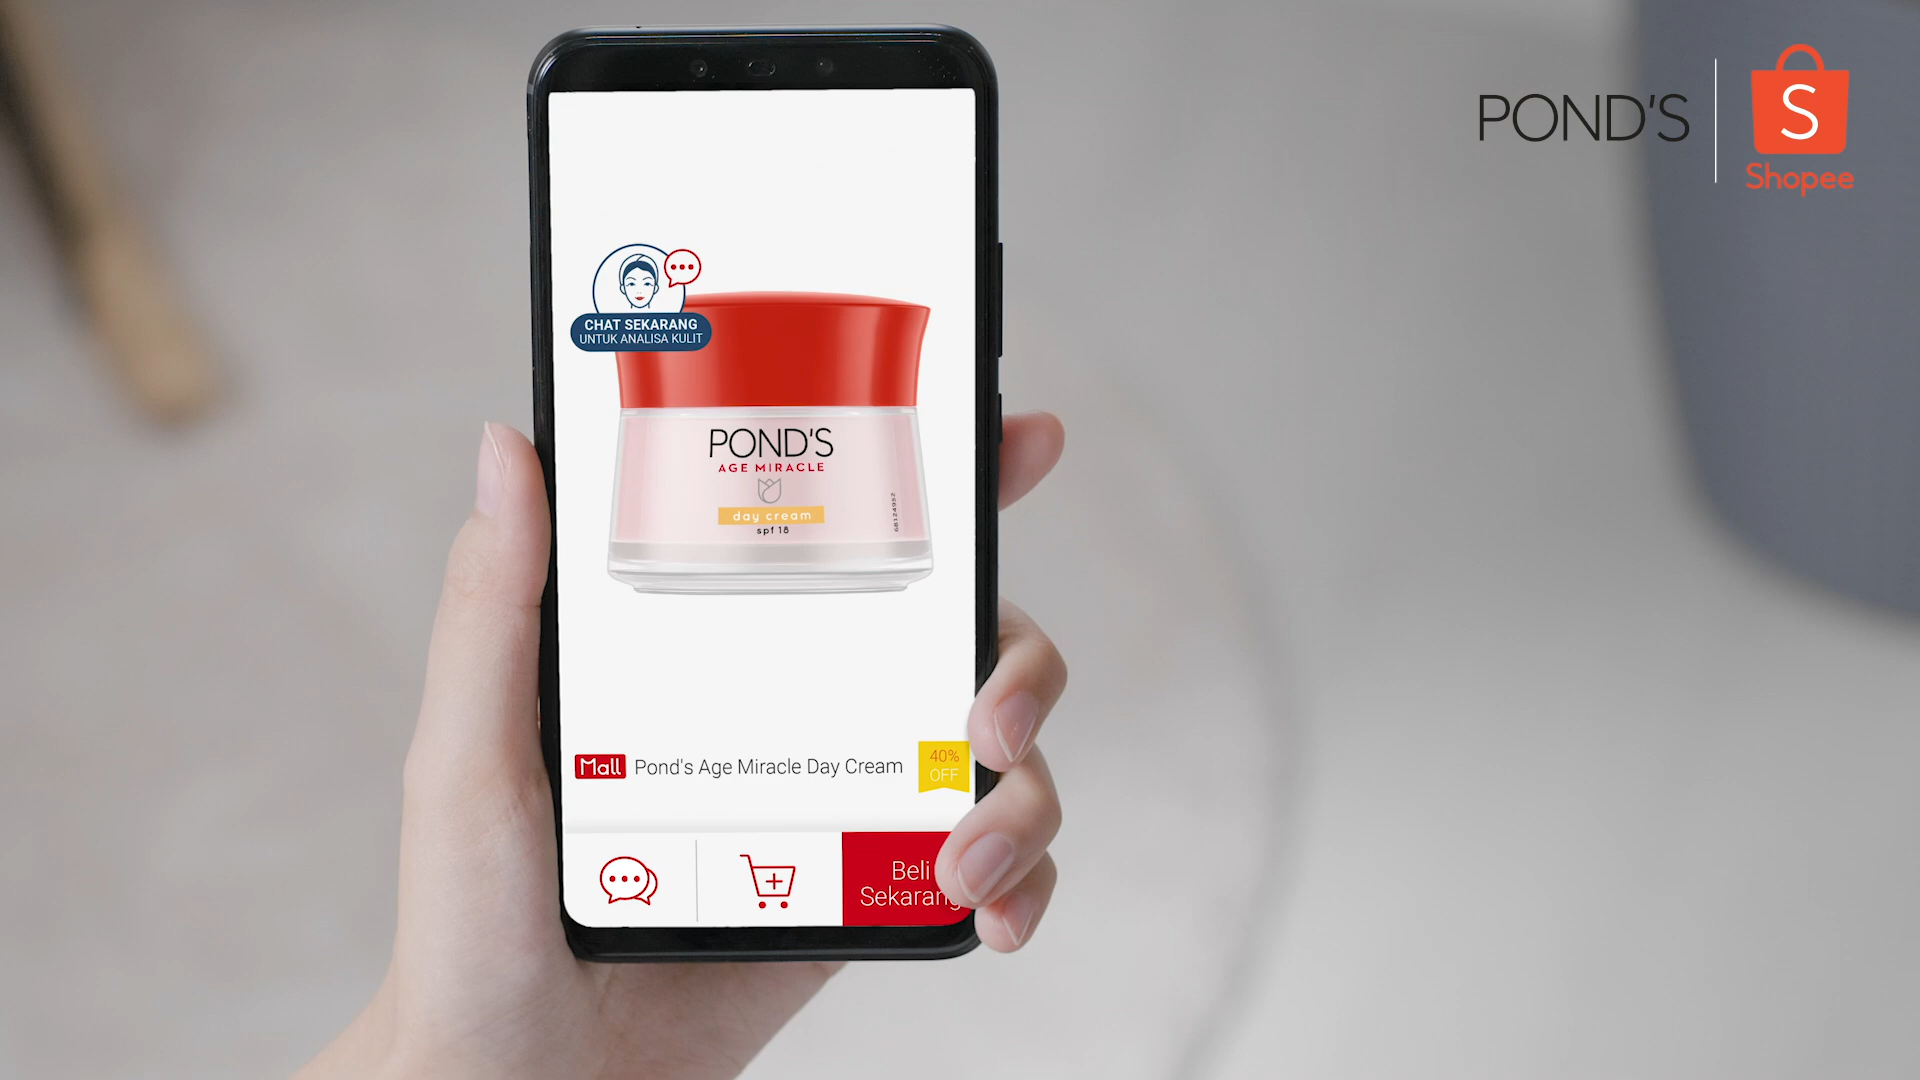 POND'S
S
Shopee
CHAT SEKARANG
UNTUK ANALISA KULIT
POND'S
AGE MIRACLE
day cream
spf 18
68124952
Mall Pond's Age Miracle Day Cream
40%
OFF
Beli
Sekarang